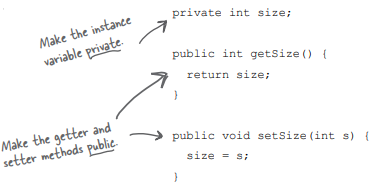 private int size;
Make the instance
variable private.
public int getSize() {
return size;
}
Make the getter and
setter methods public.
public void setSize(int s) {
size = s;
}